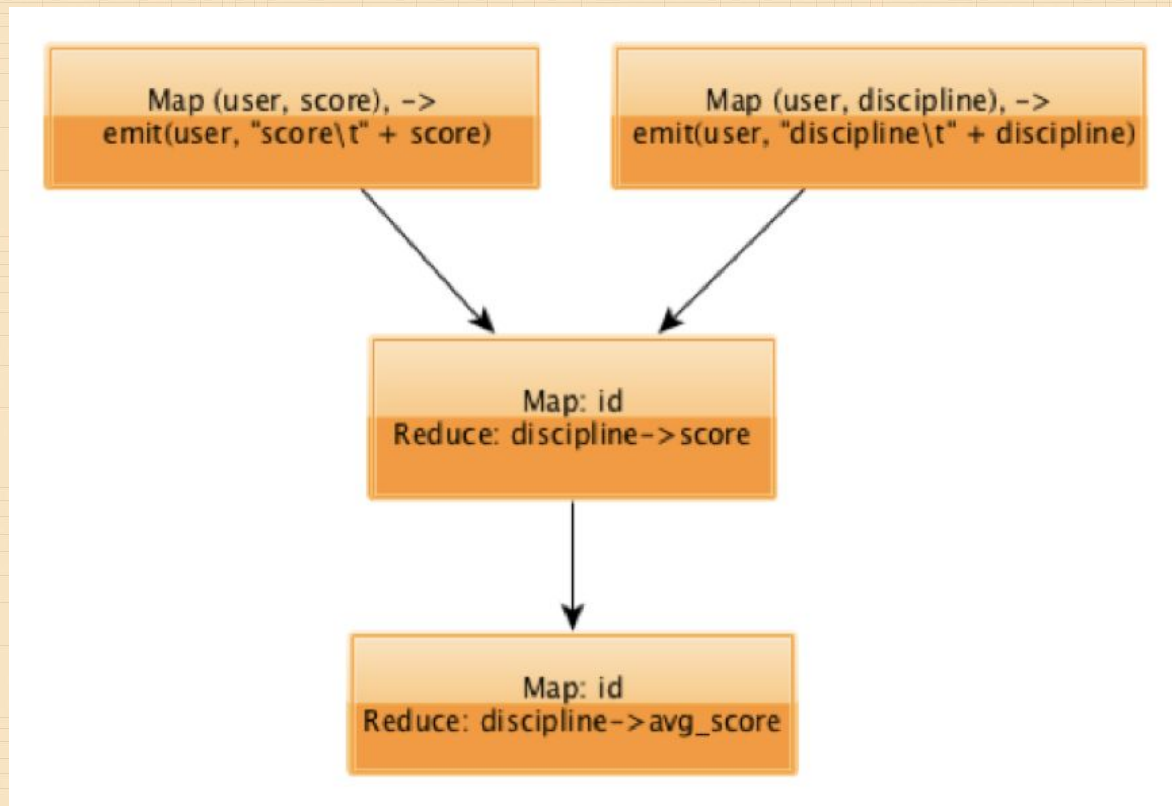 Map (user, score), ->
emit(user, "score\t" + score)
Map (user, discipline), ->
emit(user, "discipline\t" + discipline)
Map: id
Reduce: discipline->score
Map: id
Reduce: discipline->avg_score